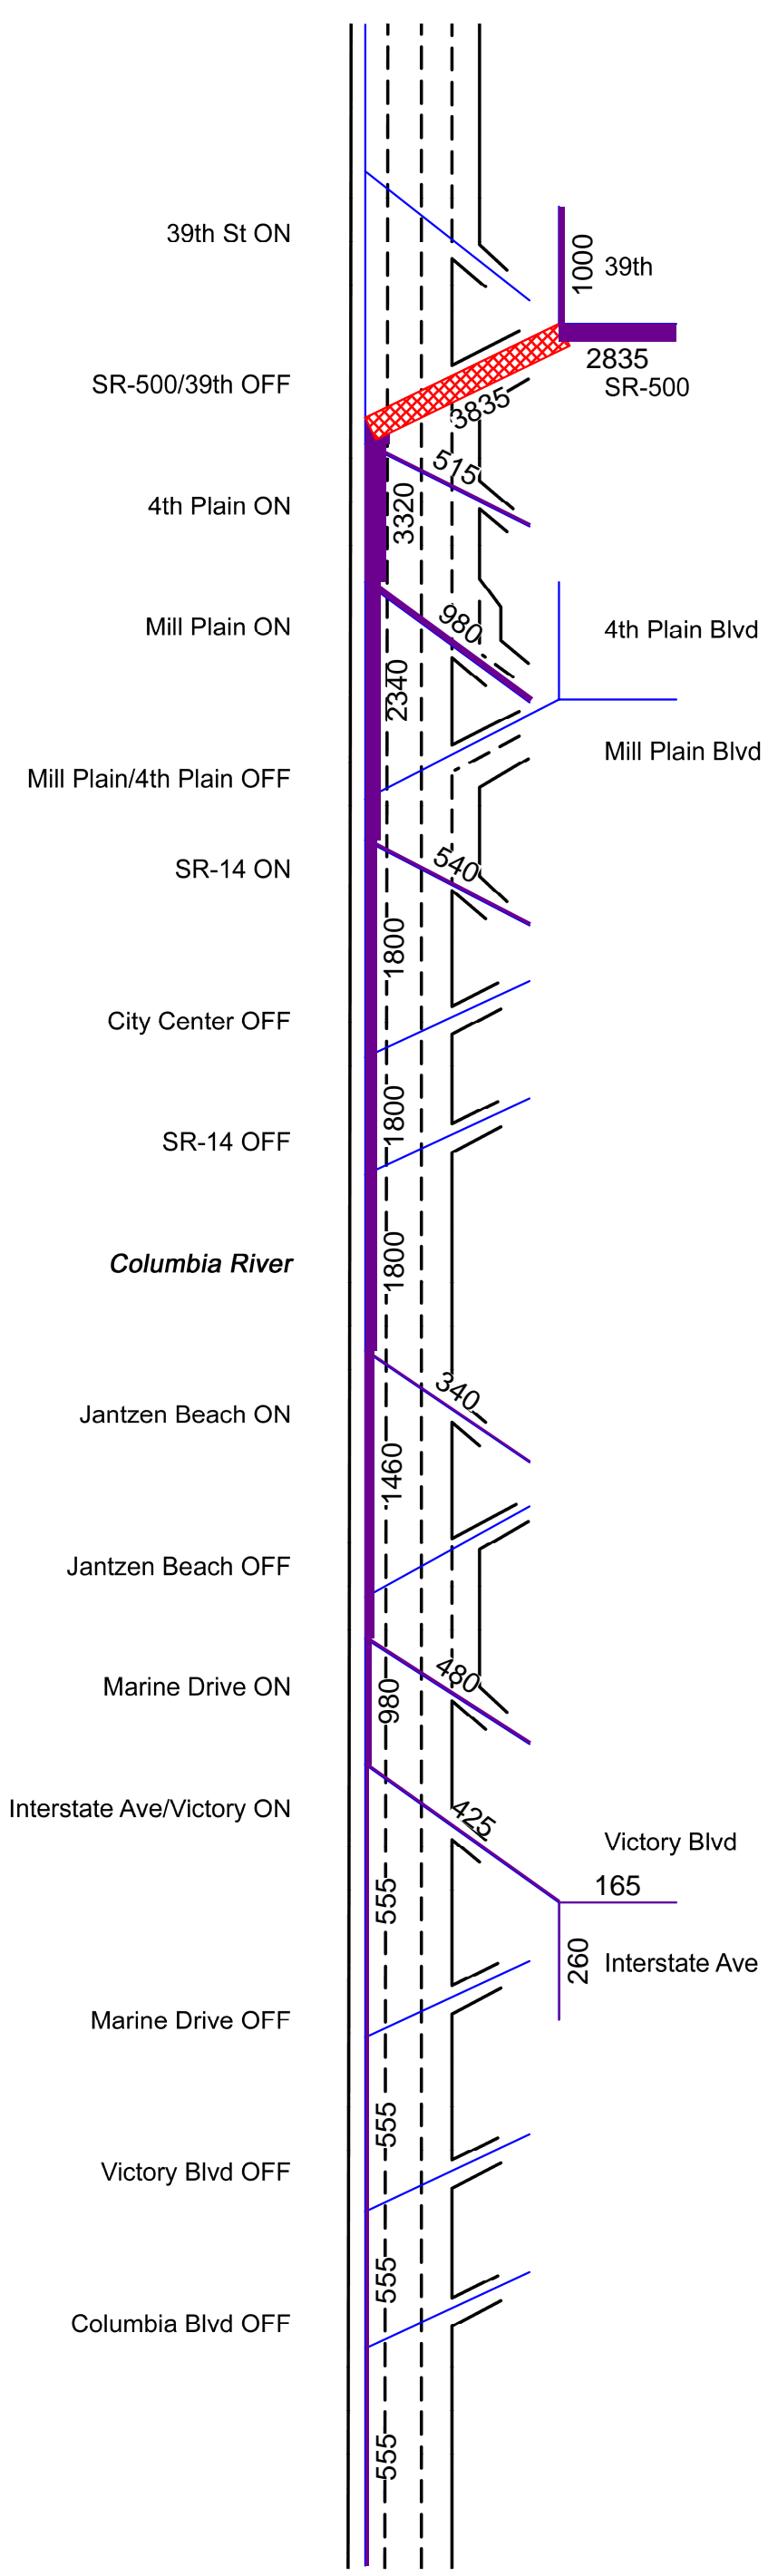 39th St ON
1000
39th
2835
SR-500
SR-500/39th OFF
3835
515
4th Plain ON
3320
Mill Plain ON
980
4th Plain Blvd
2340
Mill Plain Blvd
Mill Plain/4th Plain OFF
540
SR-14 ON
1800
City Center OFF
1800
SR-14 OFF
Columbia River
1800
340
Jantzen Beach ON
1460
Jantzen Beach OFF
480
Marine Drive ON
980
Interstate Ave/Victory ON
425
Victory Blvd
165
555
260
Interstate Ave
Marine Drive OFF
555
Victory Blvd OFF
555
Columbia Blvd OFF
555